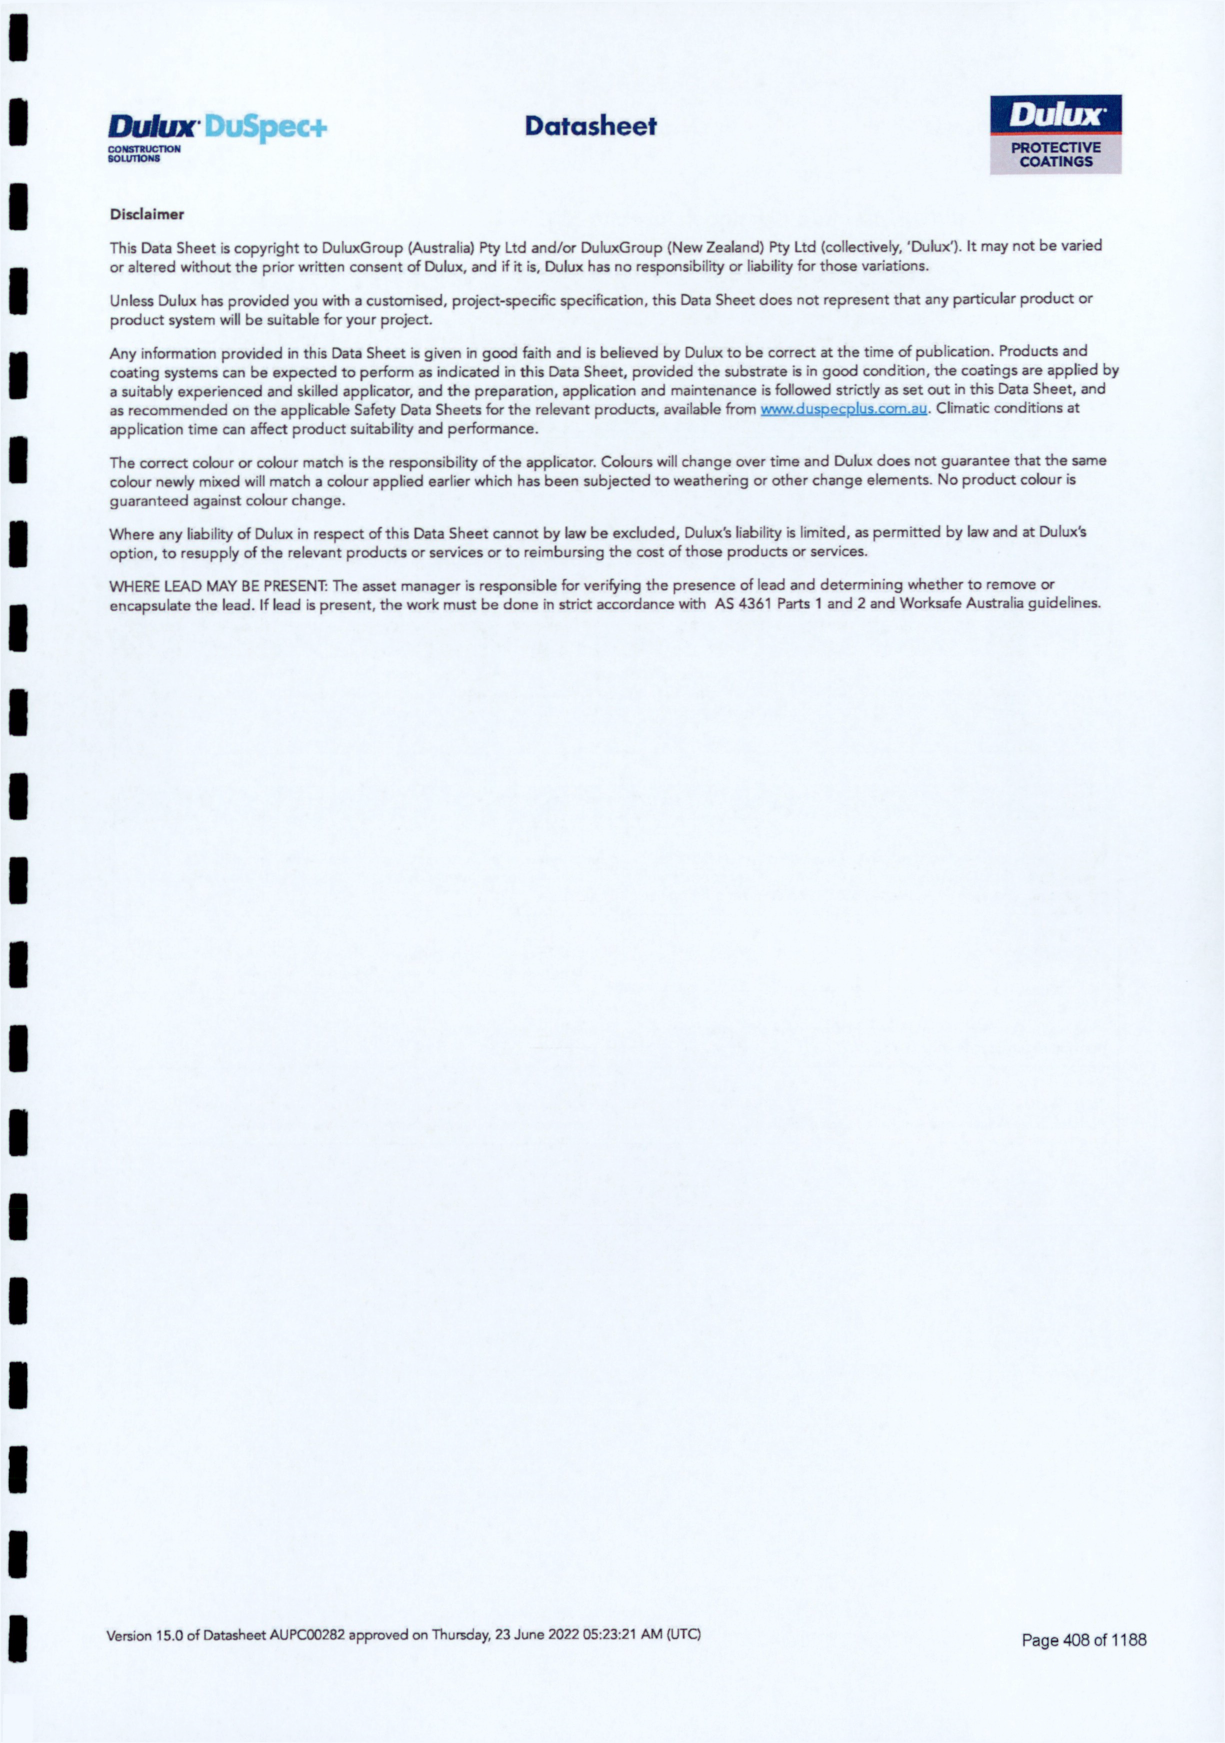 Dulux DuSpec+
CONSTRUCTION
SOLUTIONS
Datasheet
Dulux
PROTECTIVE
COATINGS
Disclaimer
This Data Sheet is copyright to DuluxGroup (Australia) Pty Ltd and/or DuluxGroup (New Zealand) Pty Ltd (collectively, 'Dulux'). It may not be varied
or altered without the prior written consent of Dulux, and if it is, Dulux has no responsibility or liability for those variations.
Unless Dulux has provided you with a customised, project-specific specification, this Data Sheet does not represent that any particular product or
product system will be suitable for your project.
Any information provided in this Data Sheet is given in good faith and is believed by Dulux to be correct at the time of publication. Products and
coating systems can be expected to perform as indicated in this Data Sheet, provided the substrate is in good condition, the coatings are applied by
a suitably experienced and skilled applicator, and the preparation, application and maintenance is followed strictly as set out in this Data Sheet, and
as recommended on the applicable Safety Data Sheets for the relevant products, available from www.duspecplus.com.au. Climatic conditions at
application time can affect product suitability and performance.
The correct colour or colour match is the responsibility of the applicator. Colours will change over time and Dulux does not guarantee that the same
colour newly mixed will match a colour applied earlier which has been subjected to weathering or other change elements. No product colour is
guaranteed against colour change.
Where any liability of Dulux in respect of this Data Sheet cannot by law be excluded, Dulux's liability is limited, as permitted by law and at Dulux's
option, to resupply of the relevant products or services or to reimbursing the cost of those products or services.
WHERE LEAD MAY BE PRESENT: The asset manager is responsible for verifying the presence of lead and determining whether to remove or
encapsulate the lead. If lead is present, the work must be done in strict accordance with AS 4361 Parts 1 and 2 and Worksafe Australia guidelines.
Version 15.0 of Datasheet AUPC00282 approved on Thursday, 23 June 2022 05:23:21 AM (UTC)
Page 408 of 1188